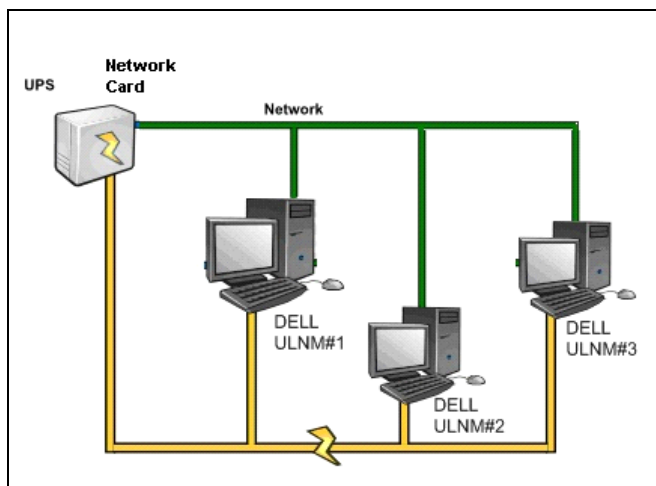 Network
Card
UPS
Network
DELL
ULNM#1
DELL
ULNM#2
DELL
ULNM#3